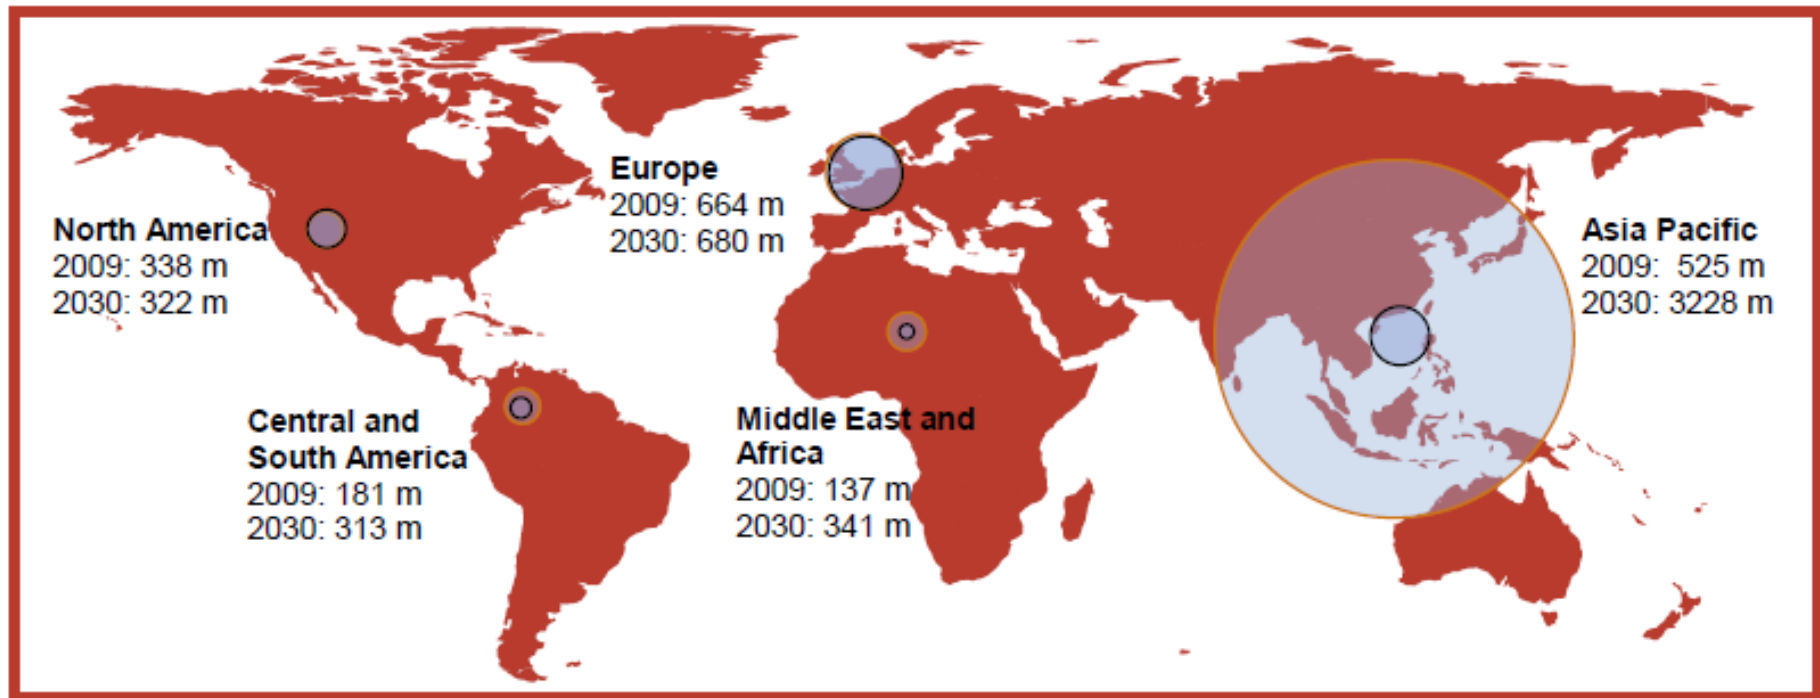 North America
2009: 338 m
2030: 322 m
Europe
2009: 664 m
2030: 680 m
Asia Pacific
2009:  525 m
2030: 3228 m
Central and
South America
2009: 181 m
2030: 313 m
Middle East and
Africa
2009: 137 m
2030: 341 m